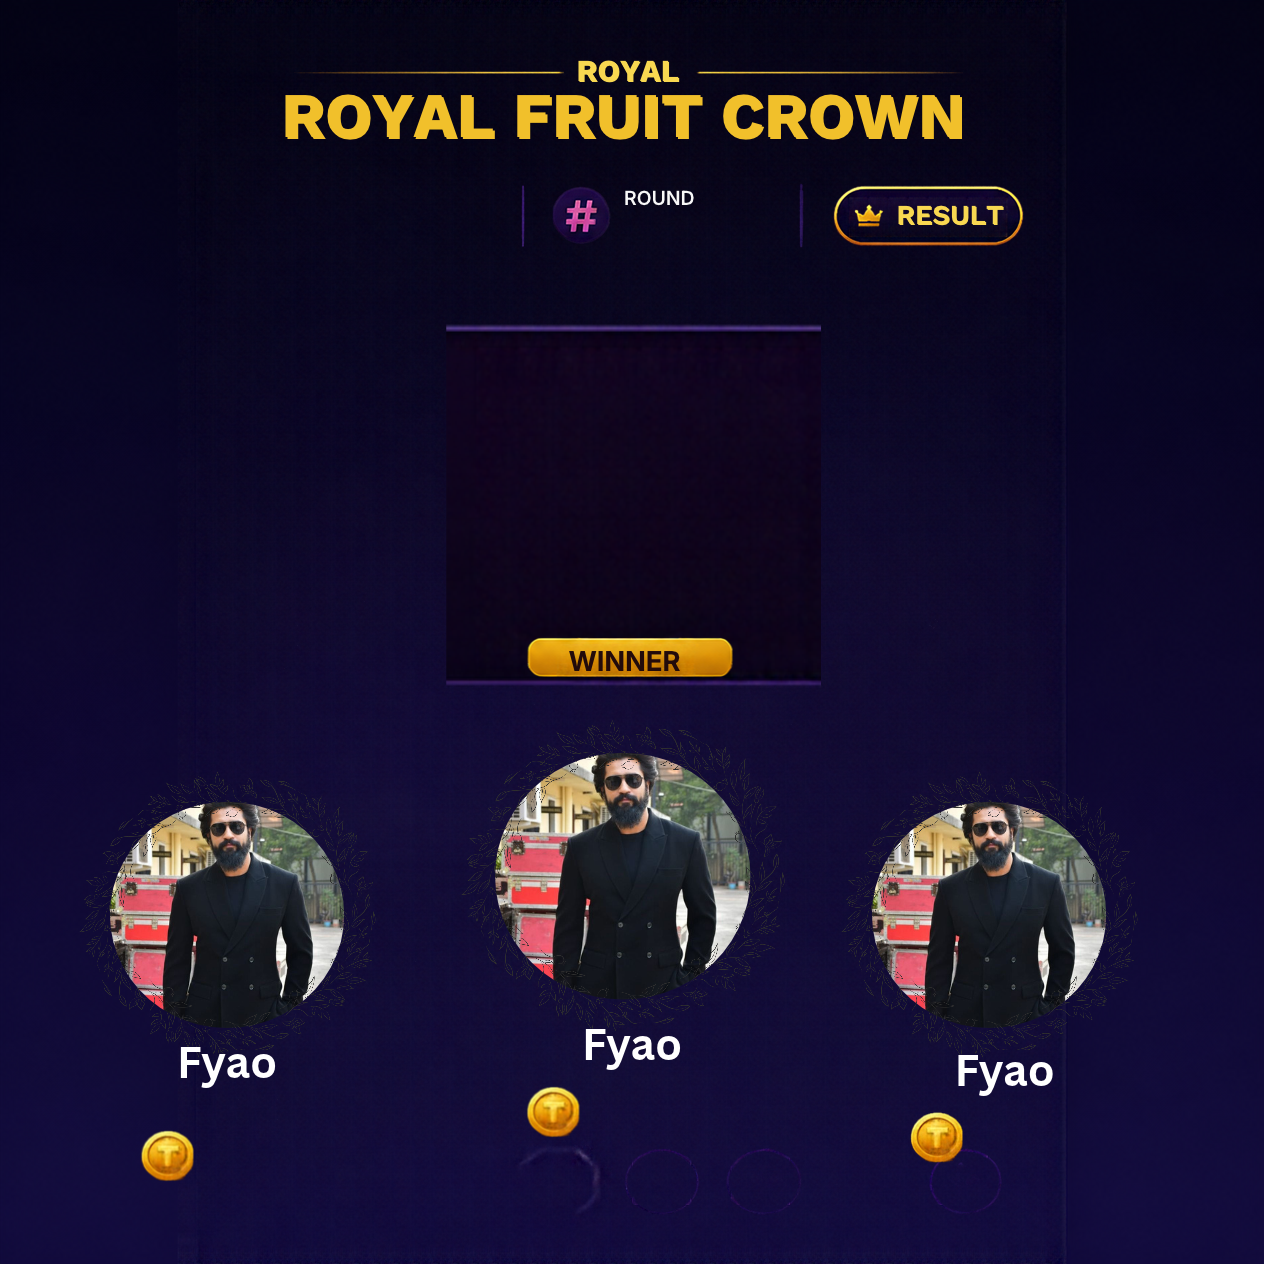 ROYAL
ROYAL FRUIT CROWN
# ROUND
RESULT
WINNER
Fyao
Fyao
Fyao
T
T
T